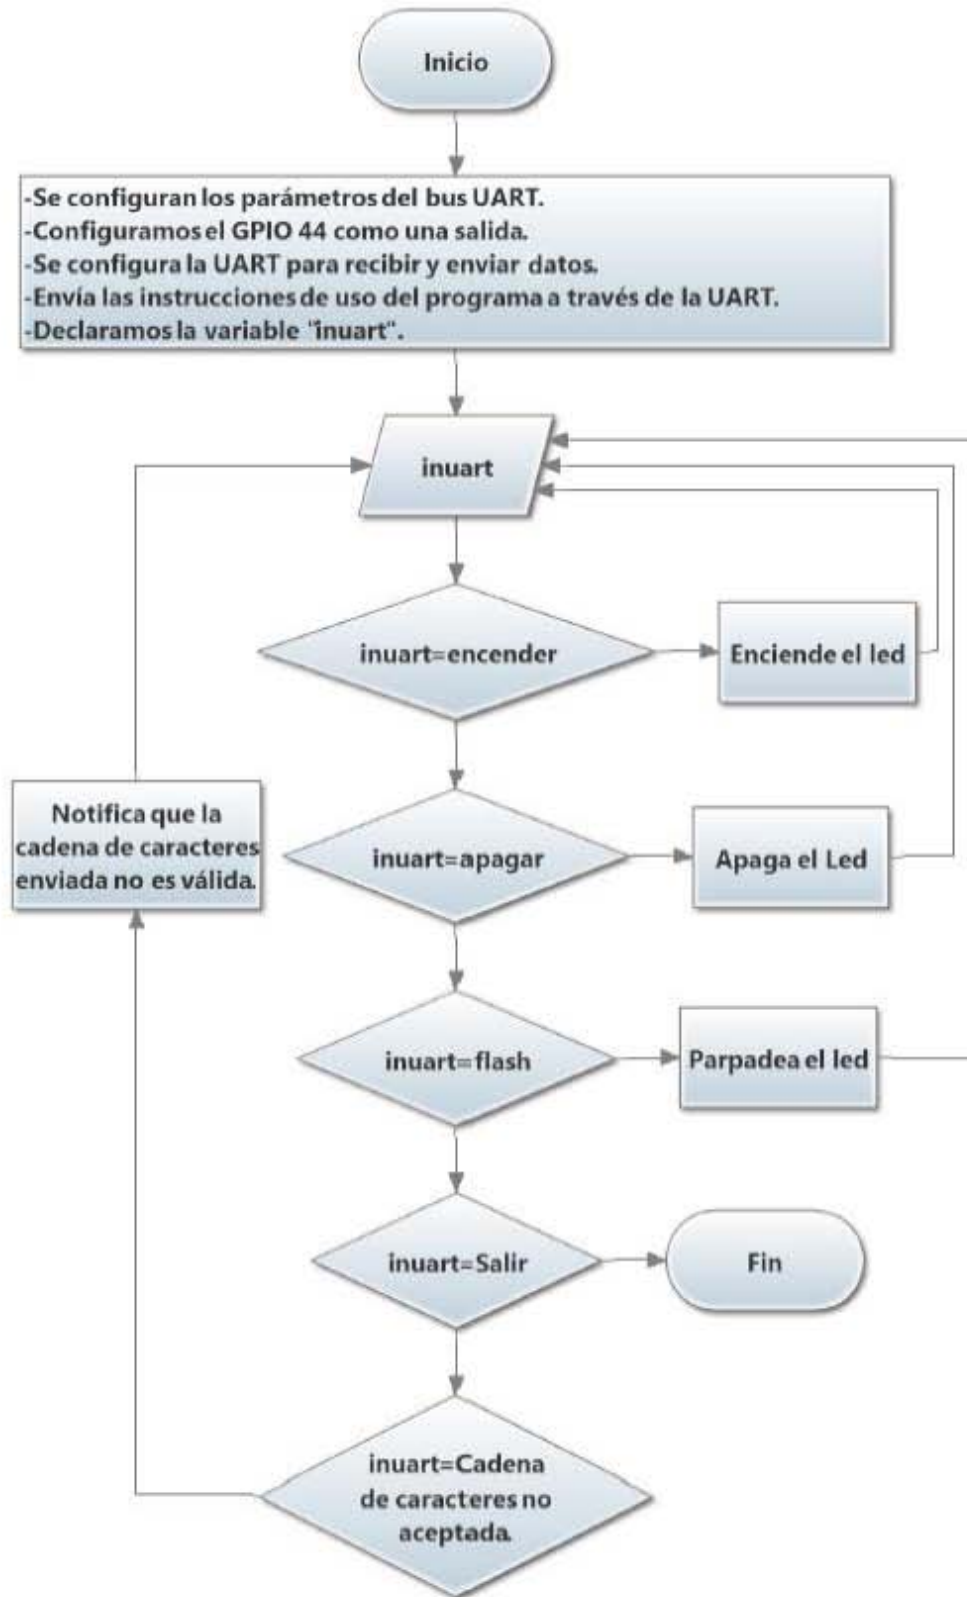 Inicio
-Se configuran los parámetros del bus UART.
-Configuramos el GPIO 44 como una salida.
-Se configura la UART para recibir y enviar datos.
-Envía las instrucciones de uso del programa a través de la UART.
-Declaramos la variable "inuart".
inuart
inuart=encender
Enciende el led
Notifica que la
cadena de caracteres
enviada no es válida.
inuart=apagar
Apaga el Led
inuart=flash
Parpadea el led
inuart=Salir
Fin
inuart=Cadena
de caracteres no
aceptada.